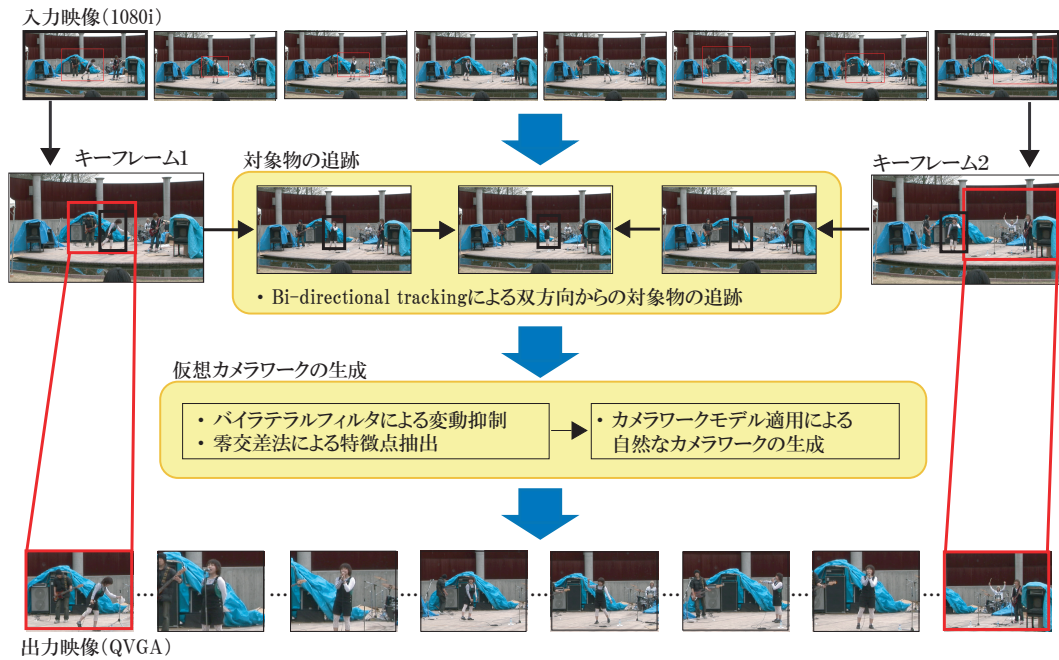 入力映像(1080i)
キーフレーム1
対象物の追跡
キーフレーム2
・ Bi-directional trackingによる双方向からの対象物の追跡
仮想カメラワークの生成
・ バイラテラルフィルタによる変動抑制
・ 零交差法による特徴点抽出
・ カメラワークモデル適用による
自然なカメラワークの生成
出力映像(QVGA)